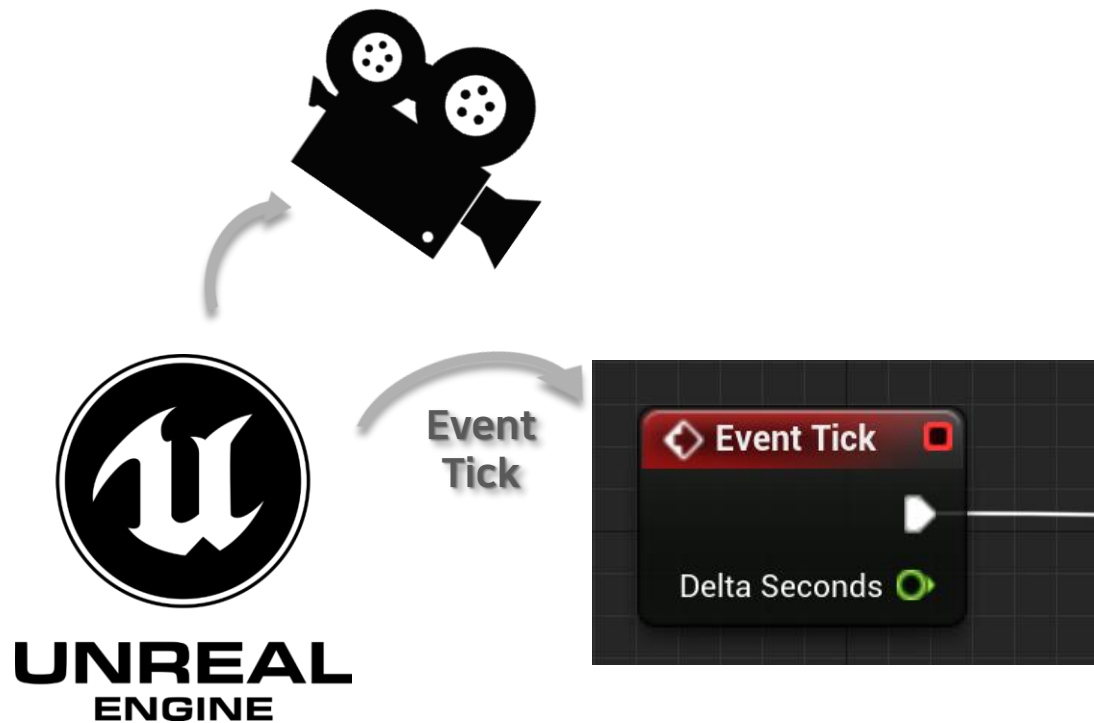 Event
Tick
Event Tick
Delta Seconds
UNREAL
ENGINE